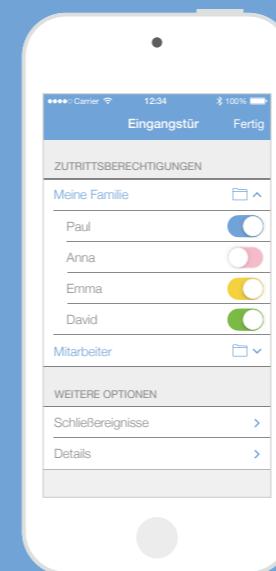 Carrier 12:34 100%
Eingangstür Fertig
ZUTRITTSBERECHTIGUNGEN
Meine Familie
Paul
Anna
Emma
David
Mitarbeiter
WEITERE OPTIONEN
Schließereignisse
Details